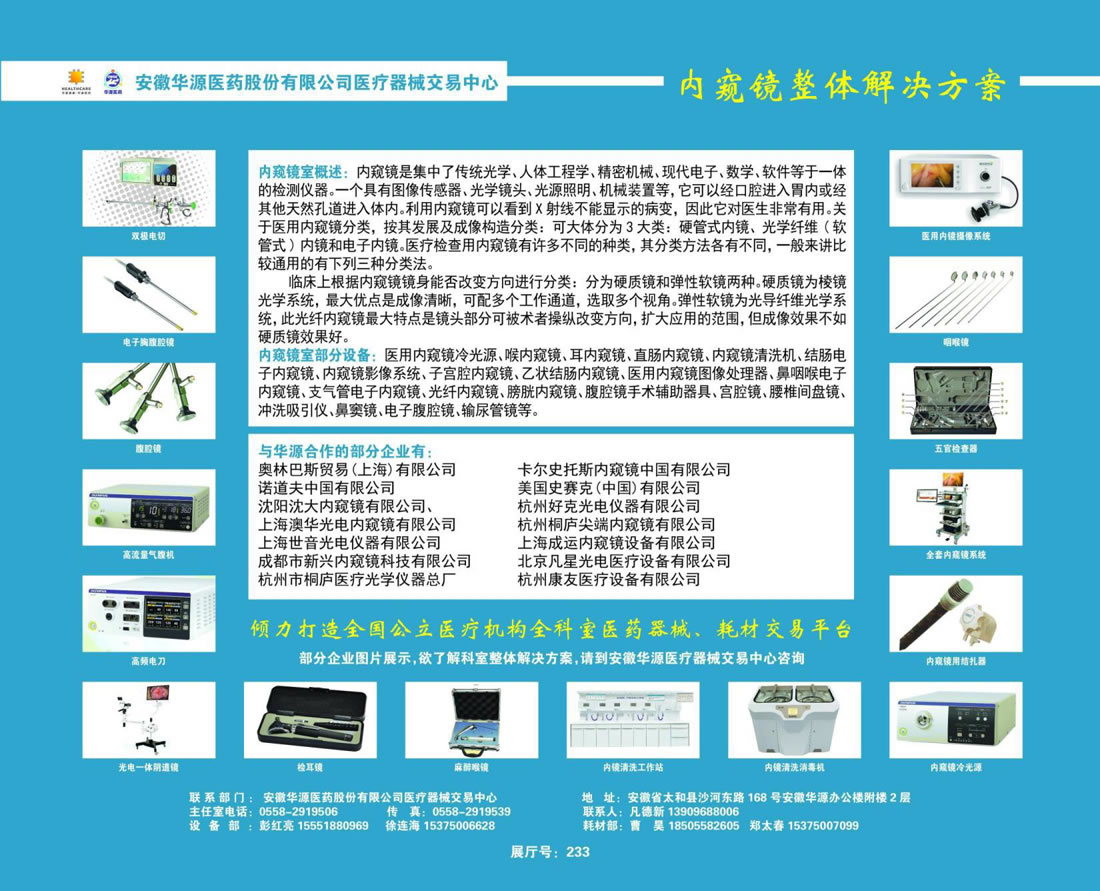 HEALTHCARE
华源医药
安徽华源医药股份有限公司医疗器械交易中心
内窥镜整体解决方案
内窥镜室概述：内窥镜是集中了传统光学、人体工程学、精密机械、现代电子、数学、软件等于一体
的检测仪器。一个具有图像传感器、光学镜头、光源照明、机械装置等，它可以经口腔进入胃内或经
其他天然孔道进入体内。利用内窥镜可以看到X射线不能显示的病变，因此它对医生非常有用。关
于医用内窥镜分类，按其发展及成像构造分类：可大体分为3大类：硬管式内镜、光学纤维（软
管式）内镜和电子内镜。医疗检查用内窥镜有许多不同的种类，其分类方法各有不同，一般来讲比
较通用的有下列三种分类法。
临床上根据内窥镜镜身能否改变方向进行分类：分为硬质镜和弹性软镜两种。硬质镜为棱镜
光学系统，最大优点是成像清晰，可配多个工作通道，选取多个视角。弹性软镜为光导纤维光学系
统，此光纤内窥镜最大特点是镜头部分可被术者操纵改变方向，扩大应用的范围，但成像效果不如
硬质镜效果好。
内窥镜室部分设备：医用内窥镜冷光源、喉内窥镜、耳内窥镜、直肠内窥镜、内窥镜清洗机、结肠电
子内窥镜、内窥镜影像系统、子宫腔内窥镜、乙状结肠内窥镜、医用内窥镜图像处理器、鼻咽喉电子
内窥镜、支气管电子内窥镜、光纤内窥镜、膀胱内窥镜、腹腔镜手术辅助器具、宫腔镜、腰椎间盘镜、
冲洗吸引仪、鼻窦镜、电子腹腔镜、输尿管镜等。
双极电切
电子胸腹腔镜
腹腔镜
高流量气腹机
高频电刀
医用内镜摄像系统
咽喉镜
五官检查器
全套内窥镜系统
内窥镜用结扎器
与华源合作的部分企业有：
奥林巴斯贸易(上海)有限公司 卡尔史托斯内窥镜中国有限公司
诺道夫中国有限公司 美国史赛克(中国)有限公司
沈阳沈大内窥镜有限公司、 杭州好克光电仪器有限公司
上海澳华光电内窥镜有限公司 杭州桐庐尖端内窥镜有限公司
上海世音光电仪器有限公司 上海成运内窥镜设备有限公司
成都市新兴内窥镜科技有限公司 北京凡星光电医疗设备有限公司
杭州市桐庐医疗光学仪器总厂 杭州康友医疗设备有限公司
倾力打造全国公立医疗机构全科室医药器械、耗材交易平台
部分企业图片展示，欲了解科室整体解决方案，请到安徽华源医疗器械交易中心咨询
光电一体阴道镜
检耳镜
麻醉喉镜
内镜清洗工作站
内镜清洗消毒机
内窥镜冷光源
联系部门：安徽华源医药股份有限公司医疗器械交易中心
主任室电话：0558-2919506 传 真：0558-2919539
设 备 部：彭红亮 15551880969 徐连海 15375006628
地 址：安徽省太和县沙河东路168号安徽华源办公楼附楼2层
联系人：凡德新 13909688006
耗材部：曹 昊 18505582605 郑太春 15375007099
展厅号：233